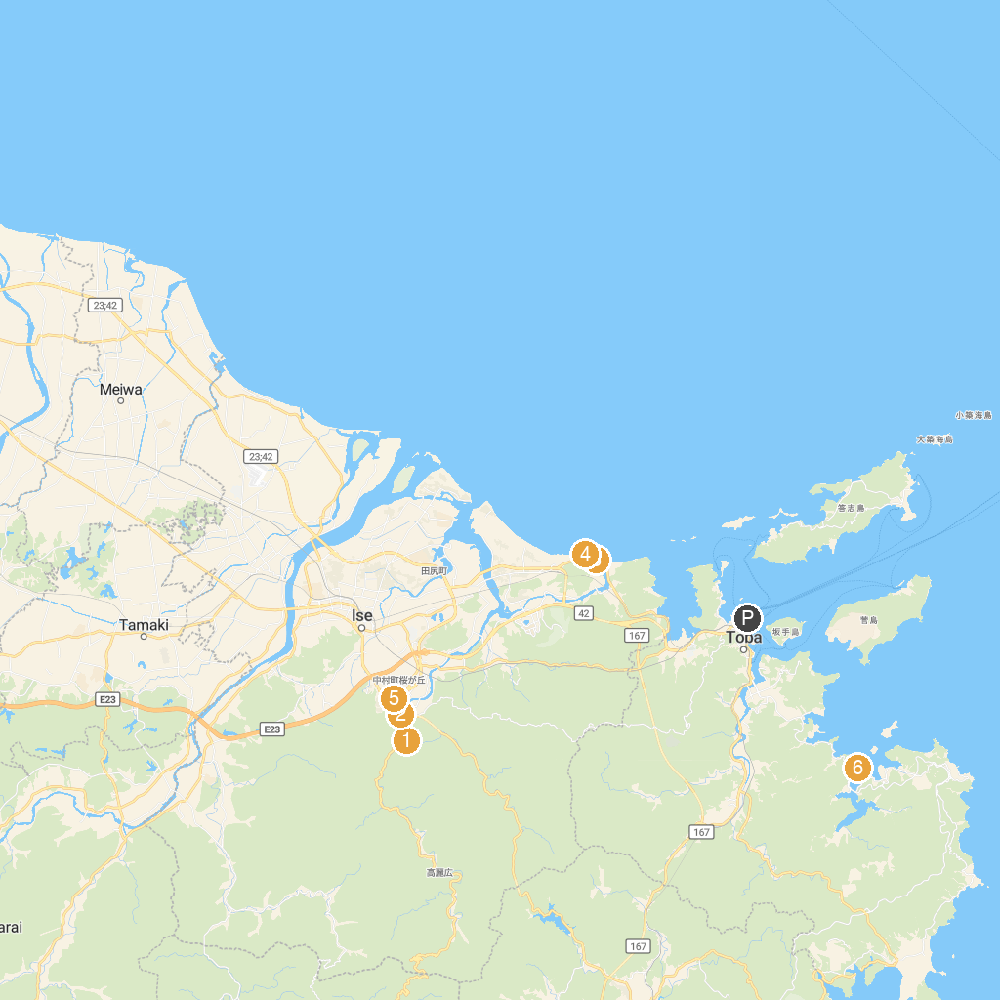 23;42
Meiwa
小築海島
大築海島
23;42
答志島
4
田尻町
Ise
42
P
Tamaki
167
Toba
坂手島
菅島
中村町桜が丘
E23
5
2
E23
1
6
167
高麗広
arai
167